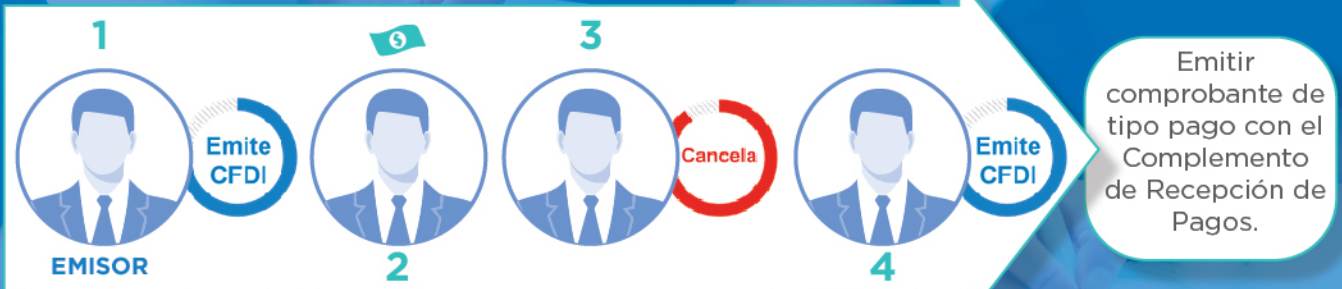 1
Emite
CFDI
EMISOR
$
2
3
Cancela
4
Emite
CFDI
Emitir
comprobante de
tipo pago con el
Complemento
de Recepción de
Pagos.